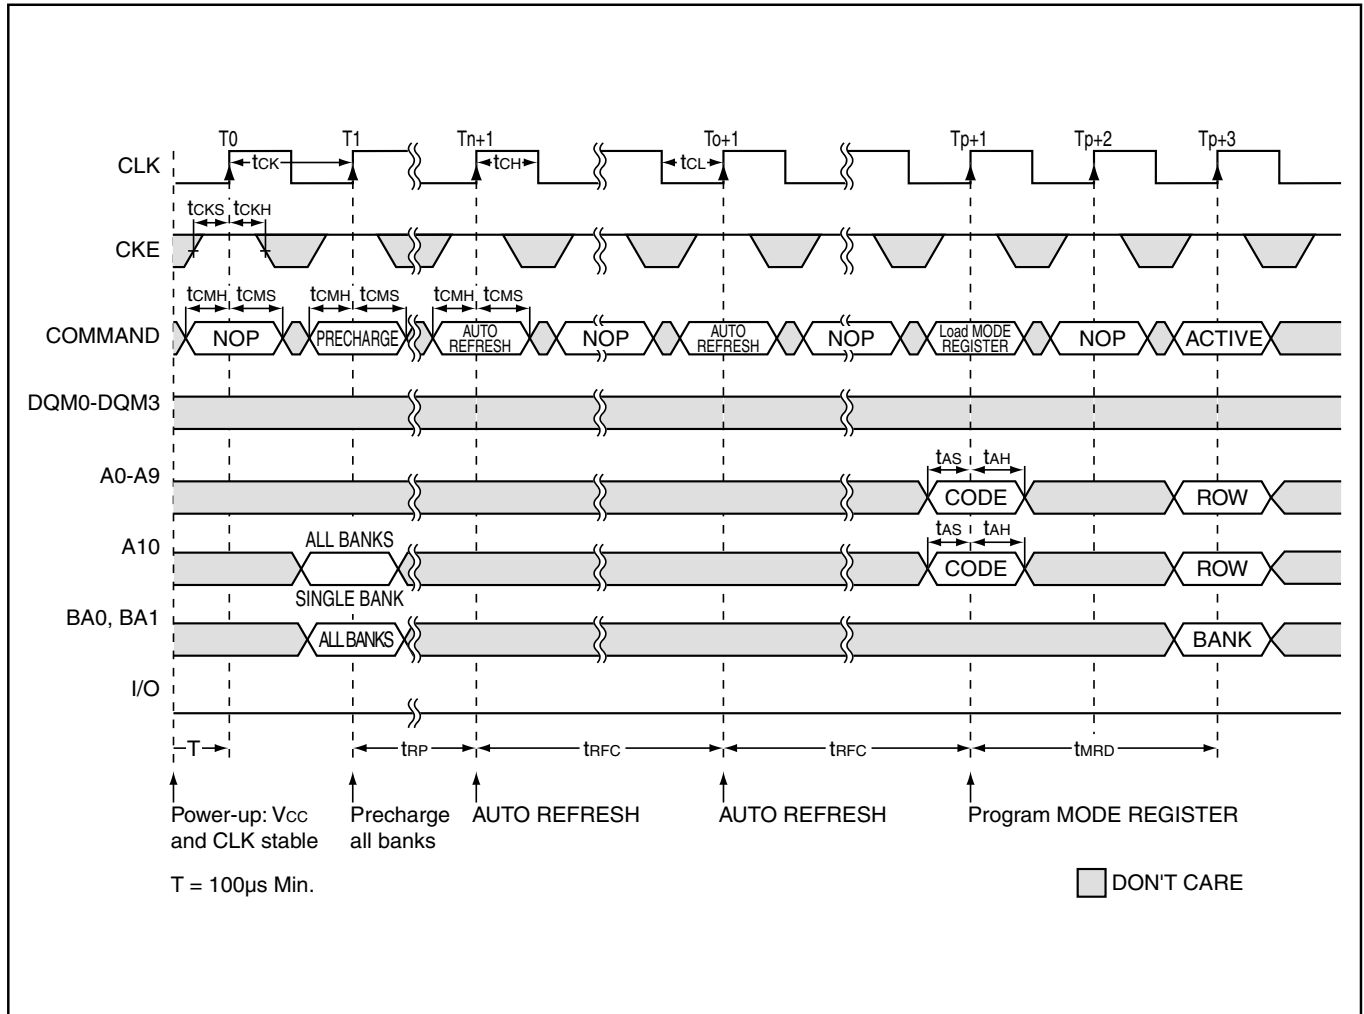 T0 T1 Tn+1 To+1 Tp+1 Tp+2 Tp+3
CLK tCK tCH tCL
tCKS tCKH
CKE
tCMH tCMS tCMH tCMS tCMH tCMS
COMMAND NOP PRECHARGE AUTO REFRESH NOP AUTO REFRESH NOP Load MODE REGISTER NOP ACTIVE
DQM0-DQM3
tAS tAH
A0-A9 CODE ROW
ALL BANKS tAS tAH
A10 CODE ROW
SINGLE BANK
BA0, BA1 ALL BANKS BANK
I/O
T tRP tRFC tRFC tMRD
Power-up: VCC and CLK stable
Precharge all banks
AUTO REFRESH
AUTO REFRESH
Program MODE REGISTER
T = 100µs Min.
DON'T CARE